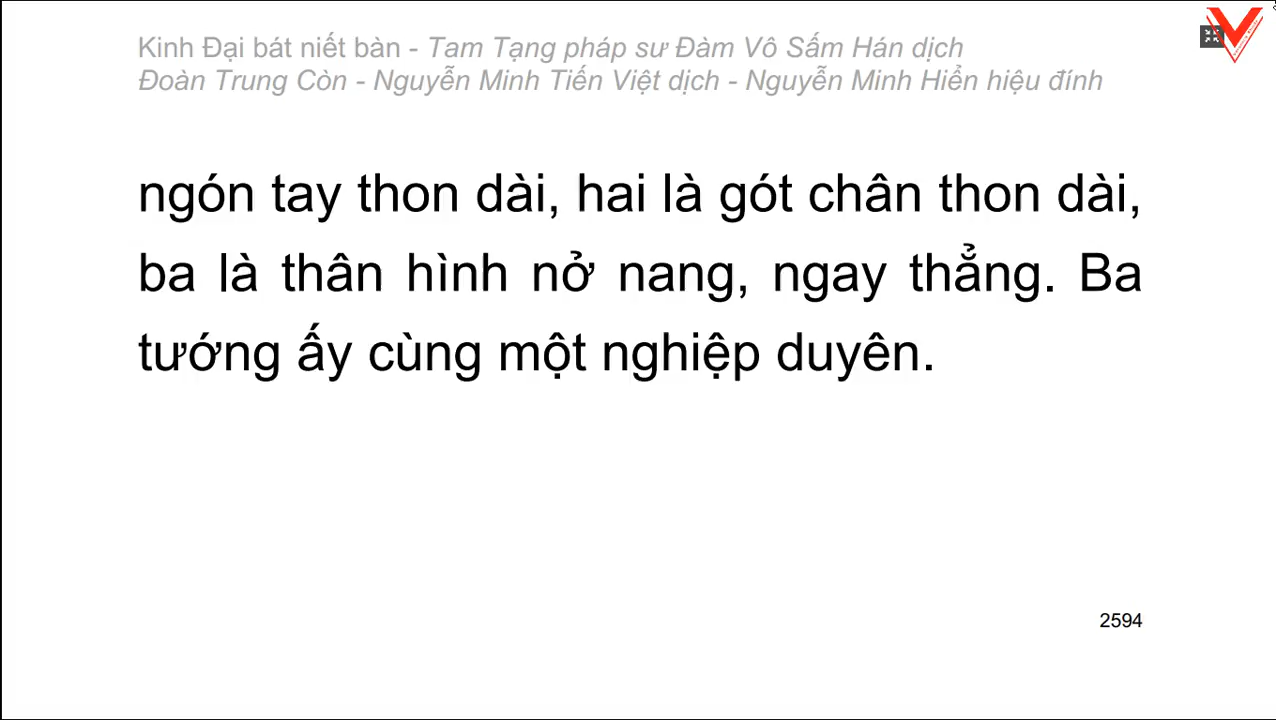 Kinh Đại bát niết bàn - Tam Tạng pháp sư Đàm Vô Sấm Hán dịch
Đoàn Trung Còn - Nguyễn Minh Tiến Việt dịch - Nguyễn Minh Hiển hiệu đính
ngón tay thon dài, hai là gót chân thon dài,
ba là thân hình nở nang, ngay thẳng. Ba
tướng ấy cùng một nghiệp duyên.
2594